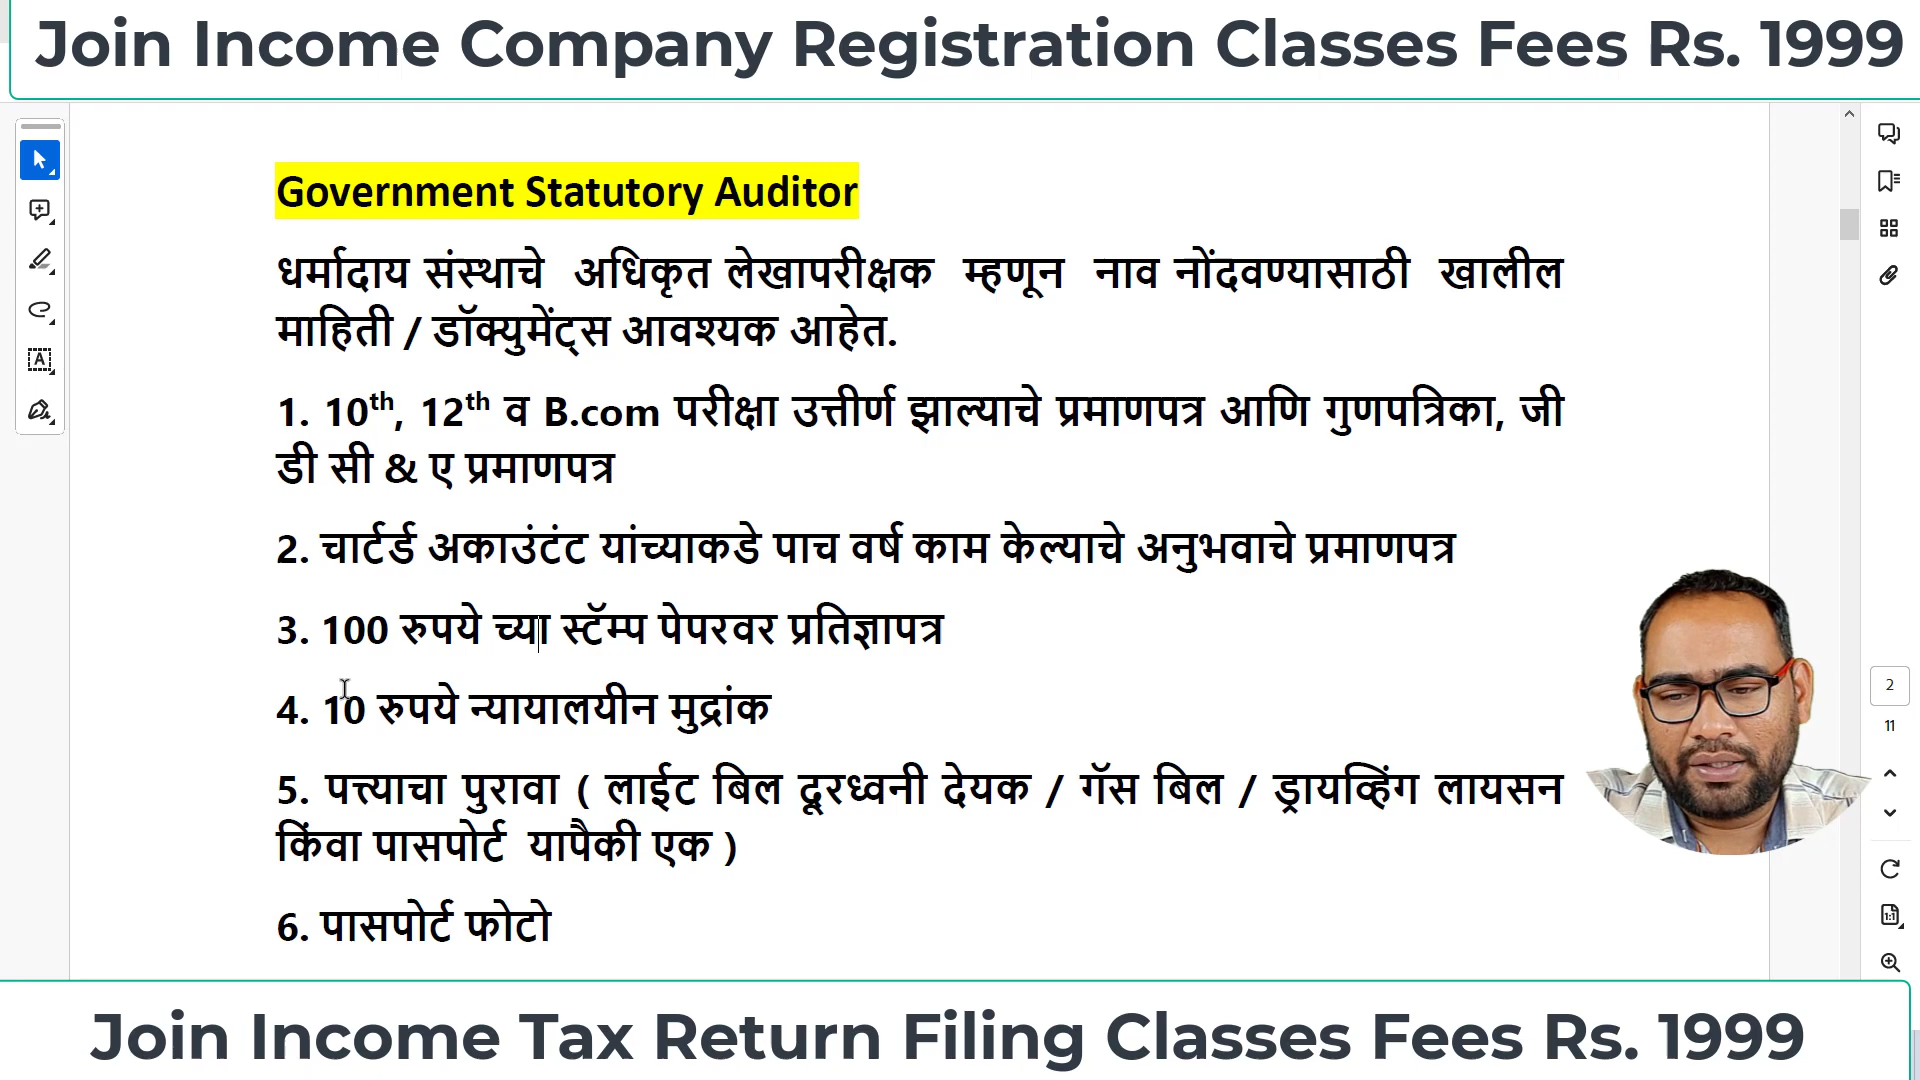 Join Income Company Registration Classes Fees Rs. 1999
Government Statutory Auditor
धर्मादाय संस्थाचे अधिकृत लेखापरीक्षक म्हणून नाव नोंदवण्यासाठी खालील
माहिती / डॉक्युमेंट्स आवश्यक आहेत.
1. 10th, 12th व B.com परीक्षा उत्तीर्ण झाल्याचे प्रमाणपत्र आणि गुणपत्रिका, जी
डी सी & ए प्रमाणपत्र
2. चार्टर्ड अकाउंटंट यांच्याकडे पाच वर्ष काम केल्याचे अनुभवाचे प्रमाणपत्र
3. 100 रुपये च्या स्टॅम्प पेपरवर प्रतिज्ञापत्र
4. 10 रुपये न्यायालयीन मुद्रांक
5. पत्त्याचा पुरावा ( लाईट बिल दूरध्वनी देयक / गॅस बिल / ड्रायव्हिंग लायसन
किंवा पासपोर्ट यापैकी एक )
6. पासपोर्ट फोटो
2
11
Join Income Tax Return Filing Classes Fees Rs. 1999